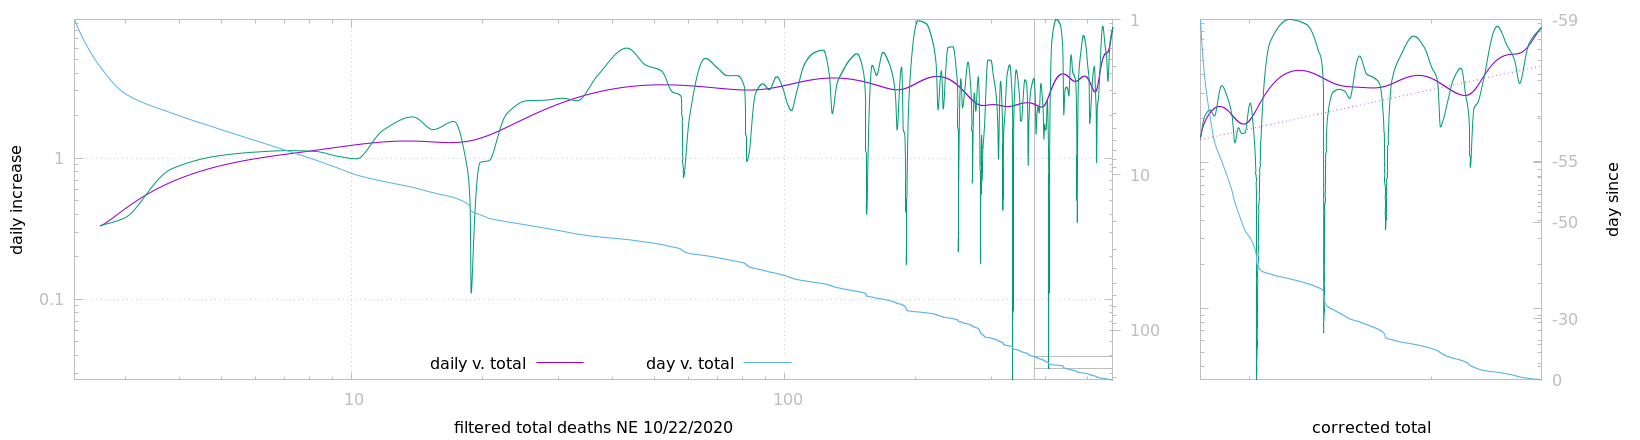 daily increase
1
0.1
10
100
1
10
100
daily v. total
day v. total
filtered total deaths NE 10/22/2020
-59
-55
-50
-30
0
day since
corrected total